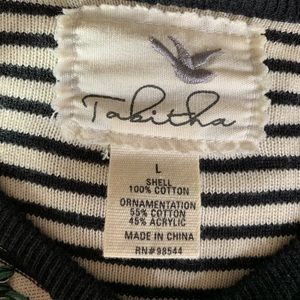 Tabitha
L
SHELL
100% COTTON
ORNAMENTATION
55% COTTON
45% ACRYLIC
MADE IN CHINA
RN#98544